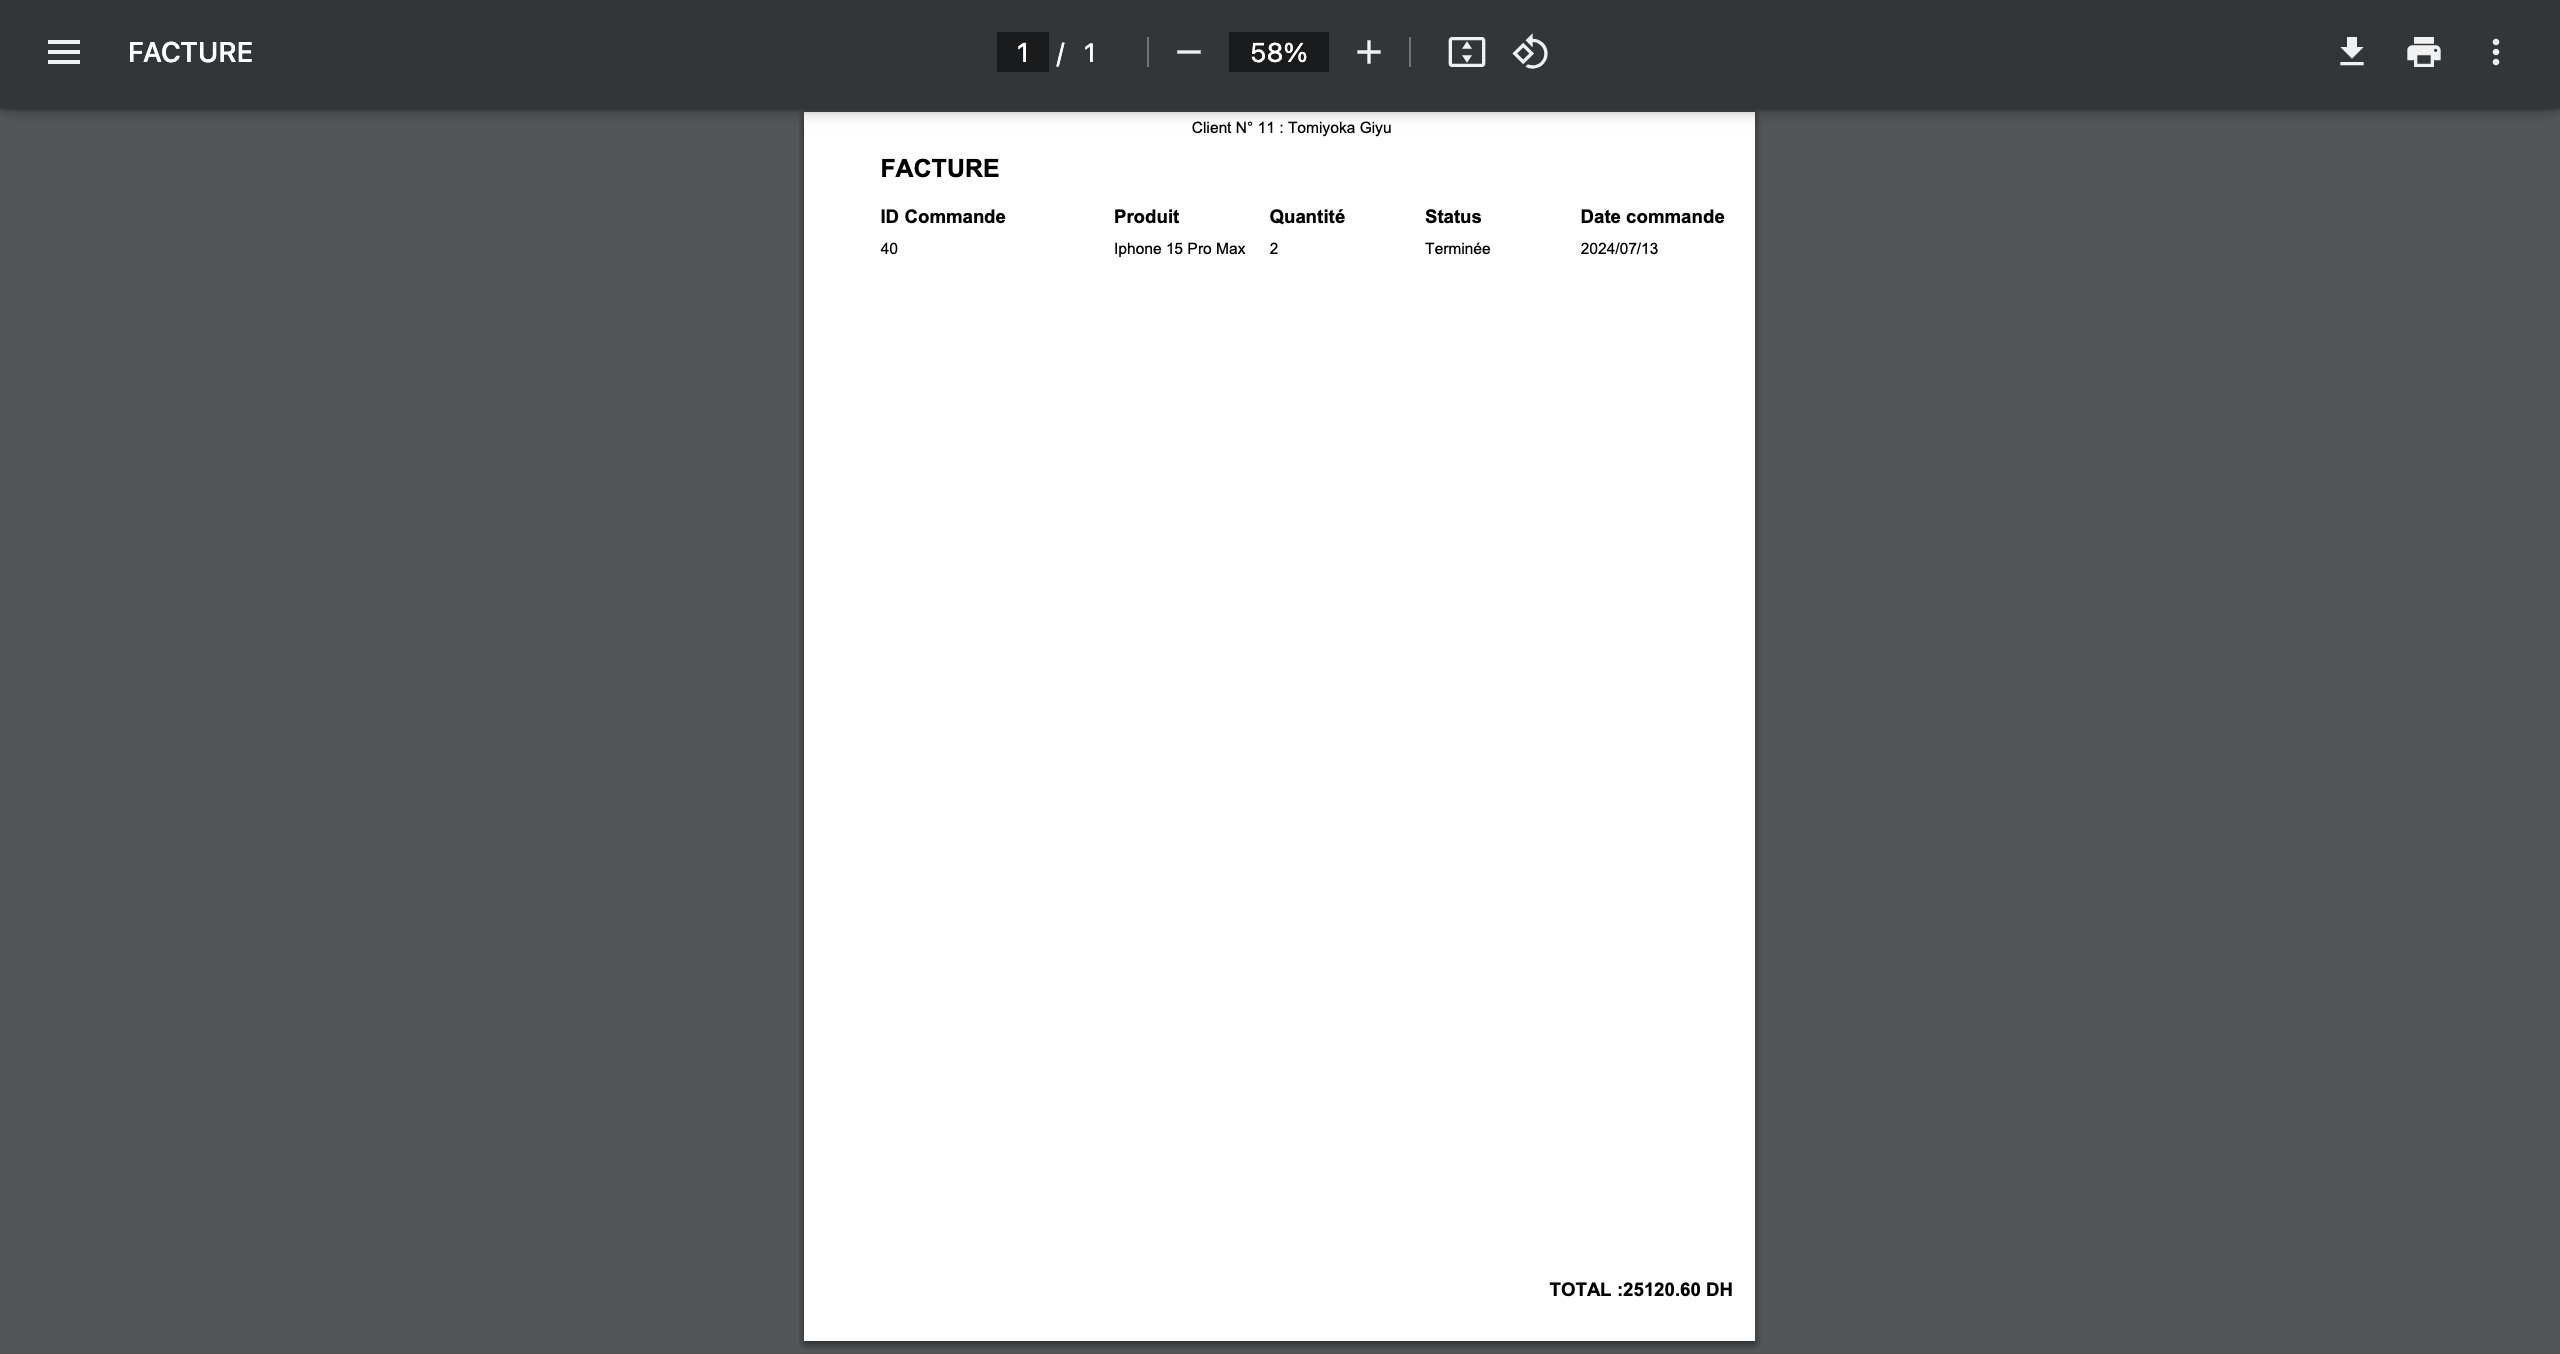 FACTURE
1 / 1
58%
Client N° 11 : Tomiyoka Giyu
FACTURE
ID Commande Produit Quantité Status Date commande
40 Iphone 15 Pro Max 2 Terminée 2024/07/13
TOTAL :25120.60 DH